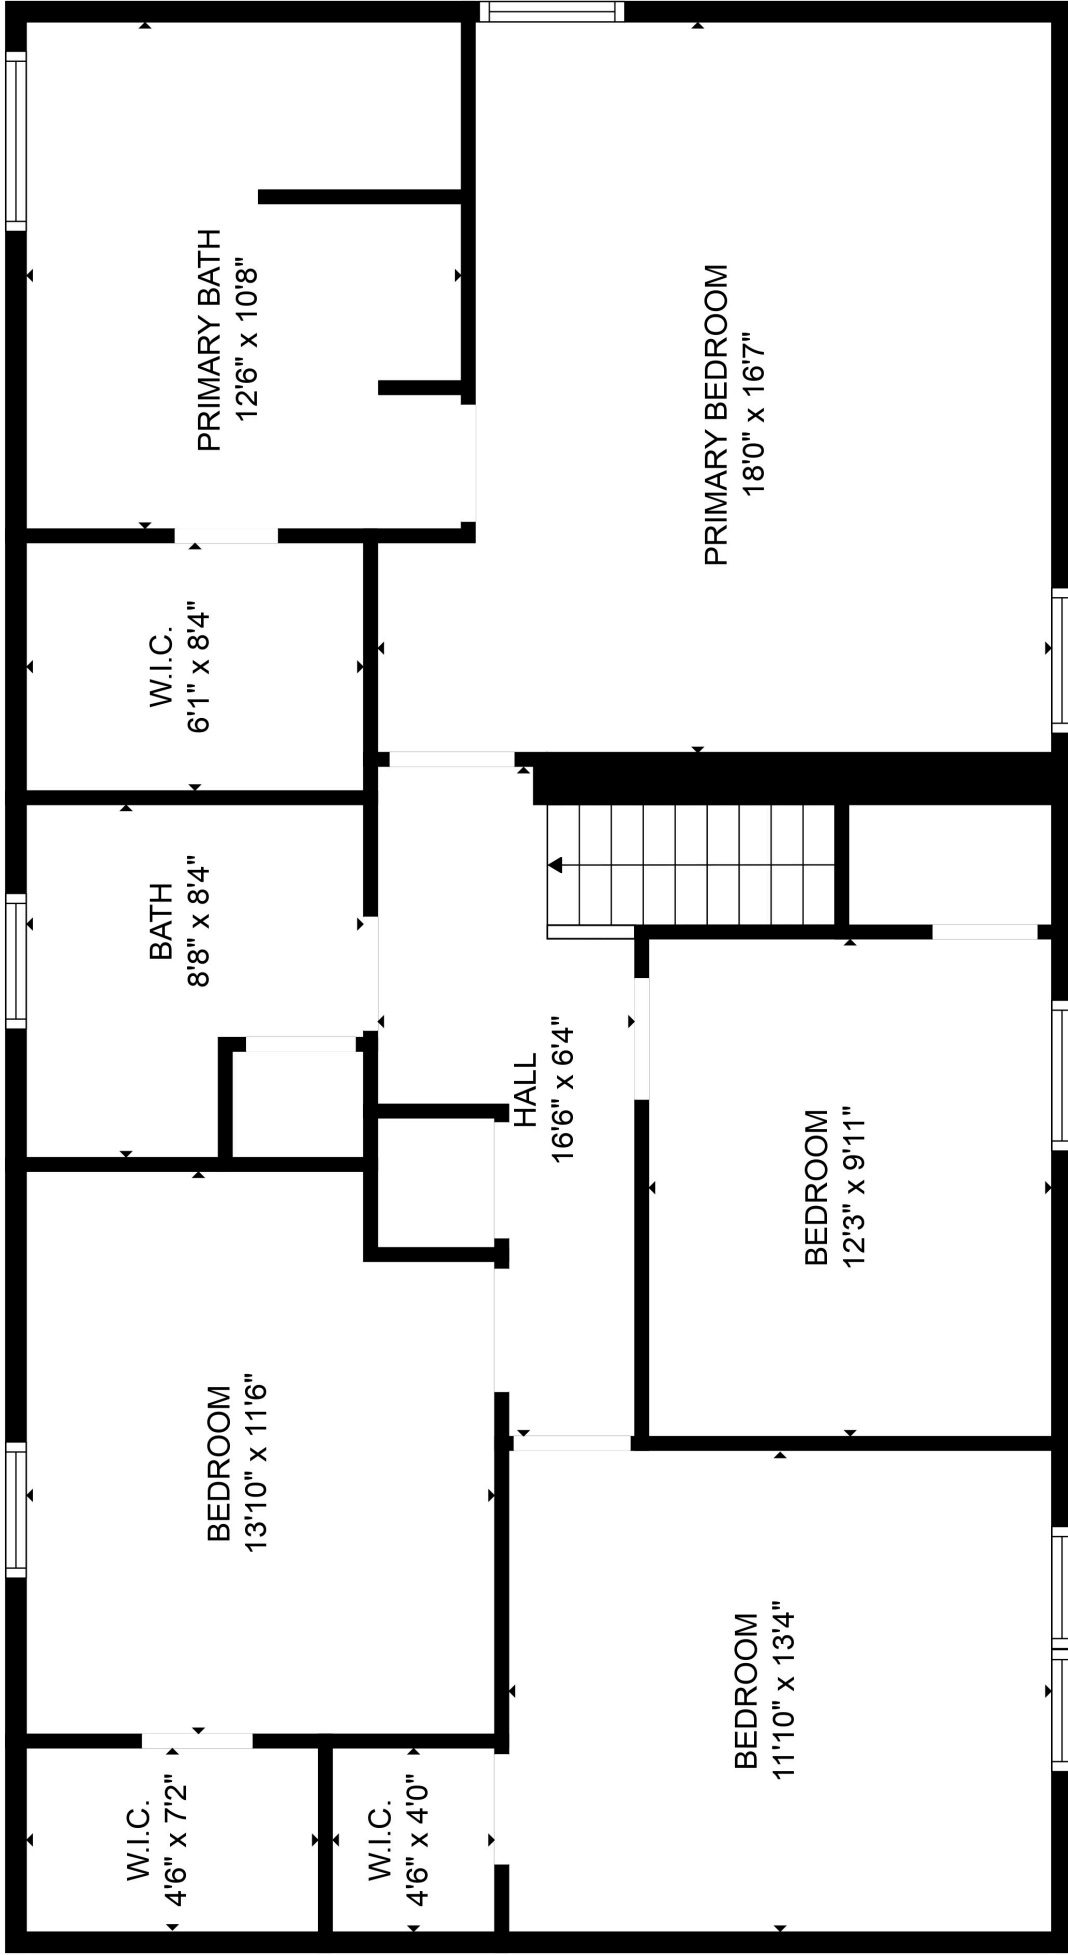 PRIMARY BATH
12'6" x 10'8"
PRIMARY BEDROOM
18'0" x 16'7"
W.I.C.
6'1" x 8'4"
BATH
8'8" x 8'4"
HALL
16'6" x 6'4"
BEDROOM
12'3" x 9'11"
BEDROOM
13'10" x 11'6"
BEDROOM
11'10" x 13'4"
W.I.C.
4'6" x 7'2"
W.I.C.
4'6" x 4'0"